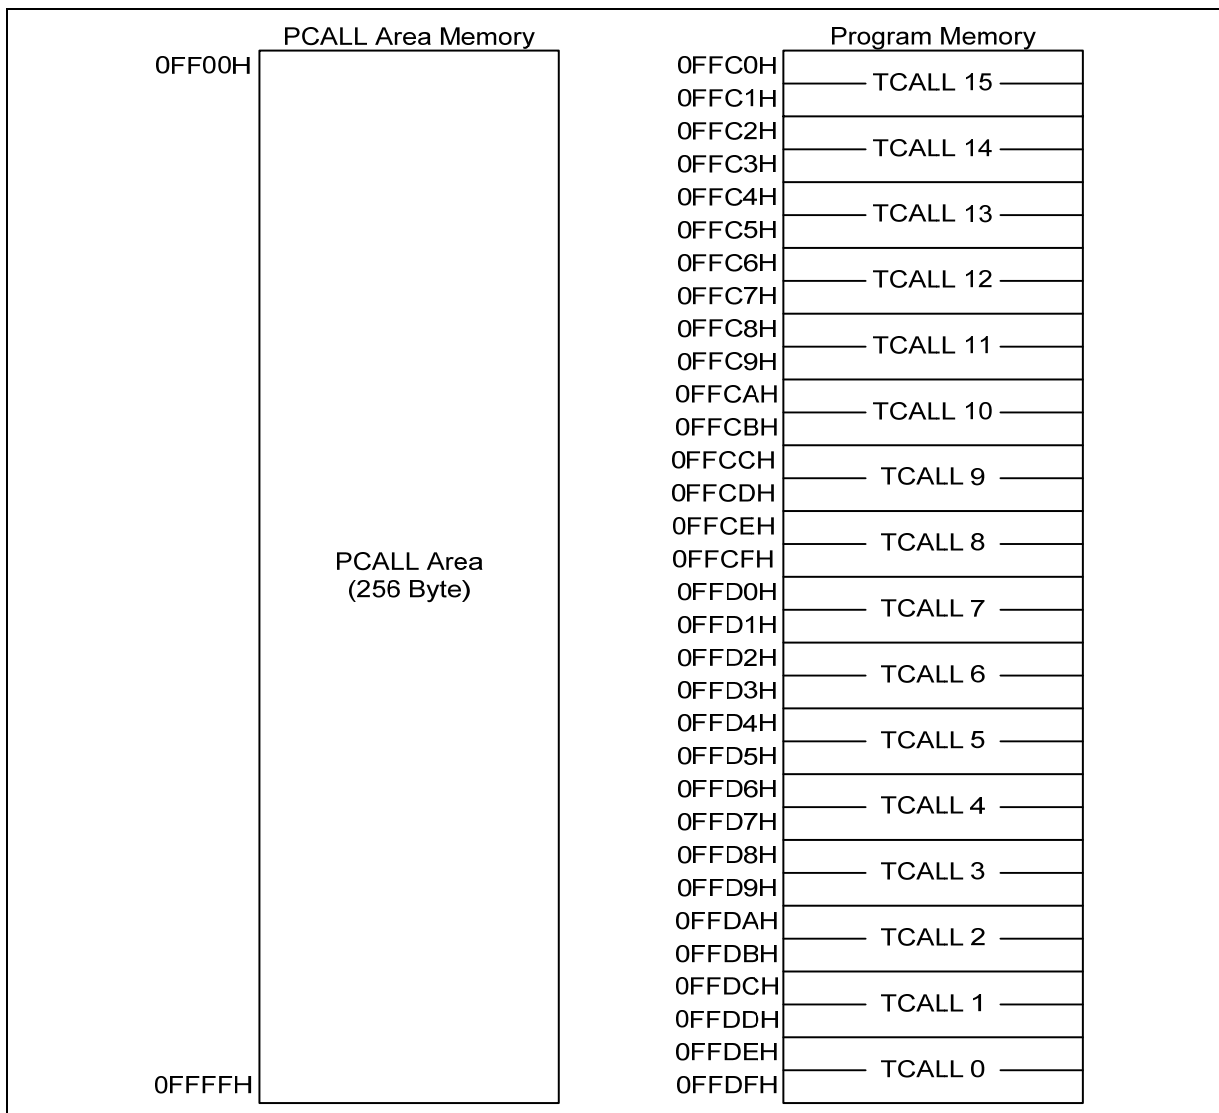 PCALL Area Memory
0FF00H
PCALL Area
(256 Byte)
0FFFFH
Program Memory
0FFC0H
TCALL 15
0FFC1H
0FFC2H
TCALL 14
0FFC3H
0FFC4H
TCALL 13
0FFC5H
0FFC6H
TCALL 12
0FFC7H
0FFC8H
TCALL 11
0FFC9H
0FFCAH
TCALL 10
0FFCBH
0FFCCH
TCALL 9
0FFCDH
0FFCEH
TCALL 8
0FFCFH
0FFD0H
TCALL 7
0FFD1H
0FFD2H
TCALL 6
0FFD3H
0FFD4H
TCALL 5
0FFD5H
0FFD6H
TCALL 4
0FFD7H
0FFD8H
TCALL 3
0FFD9H
0FFDAH
TCALL 2
0FFDBH
0FFDCH
TCALL 1
0FFDDH
0FFDEH
TCALL 0
0FFDFH